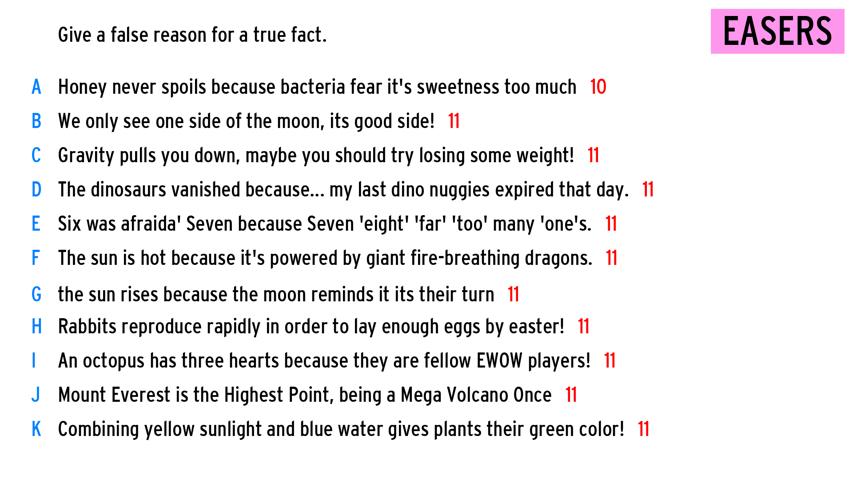 Give a false reason for a true fact.
EASERS
A Honey never spoils because bacteria fear it's sweetness too much 10
B We only see one side of the moon, its good side! 11
C Gravity pulls you down, maybe you should try losing some weight! 11
D The dinosaurs vanished because... my last dino nuggies expired that day. 11
E Six was afraida' Seven because Seven 'eight' 'far' 'too' many 'one's. 11
F The sun is hot because it's powered by giant fire-breathing dragons. 11
G the sun rises because the moon reminds it its their turn 11
H Rabbits reproduce rapidly in order to lay enough eggs by easter! 11
I An octopus has three hearts because they are fellow EWOW players! 11
J Mount Everest is the Highest Point, being a Mega Volcano Once 11
K Combining yellow sunlight and blue water gives plants their green color! 11